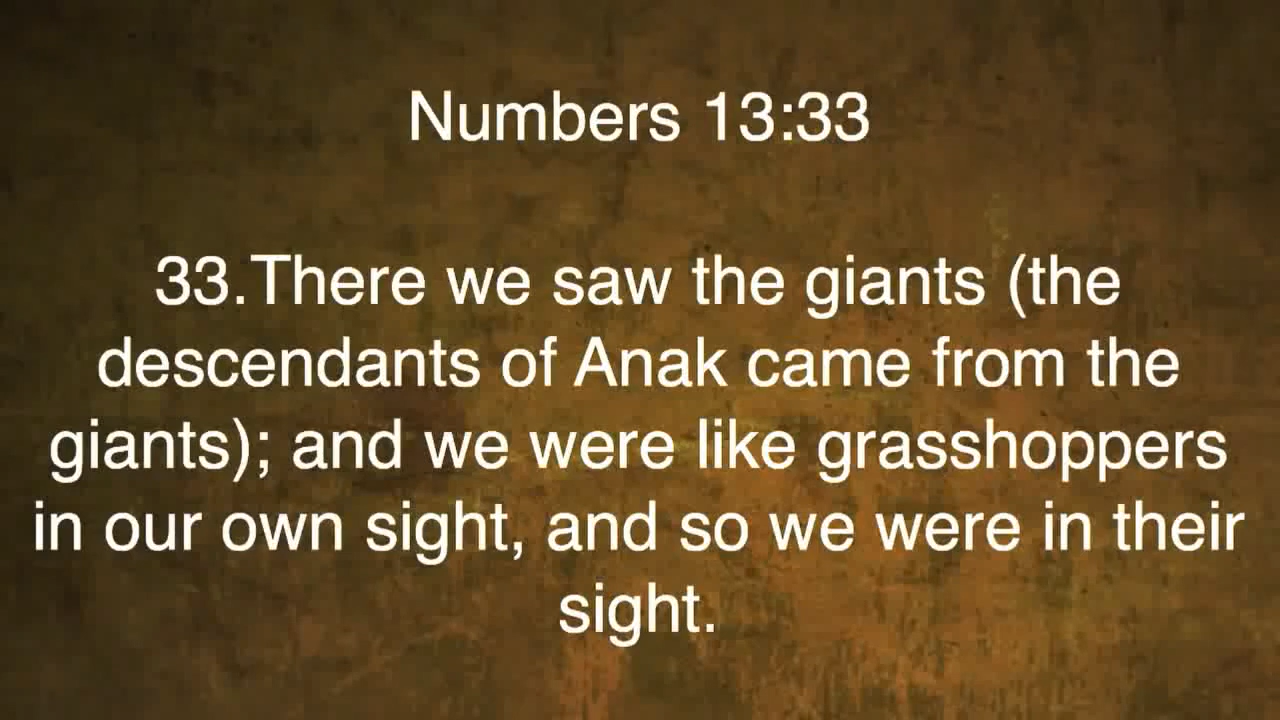 Numbers 13:33
33.There we saw the giants (the
descendants of Anak came from the
giants); and we were like grasshoppers
in our own sight, and so we were in their
sight.